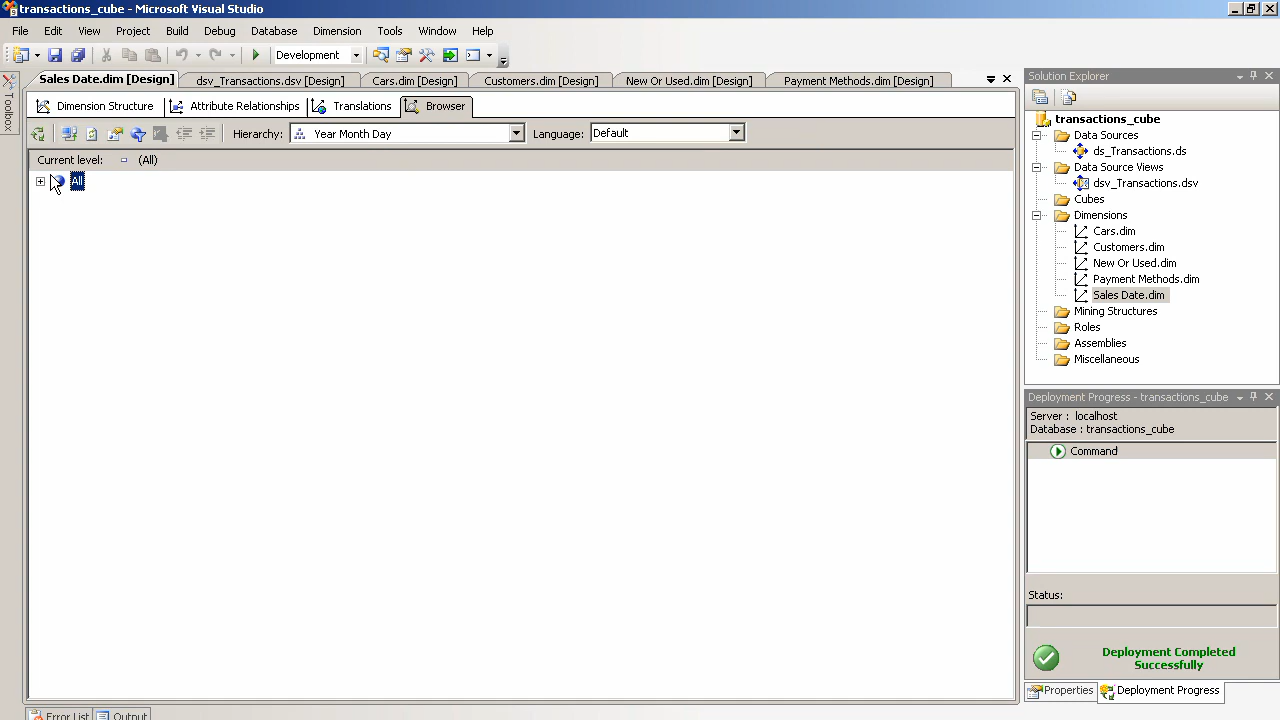 transactions_cube - Microsoft Visual Studio
File Edit View Project Build Debug Database Dimension Tools Window Help
Development
Sales Date.dim [Design] dsv_Transactions.dsv [Design] Cars.dim [Design] Customers.dim [Design] New Or Used.dim [Design] Payment Methods.dim [Design]
Toolbox
Dimension Structure Attribute Relationships Translations Browser
Hierarchy: Year Month Day Language: Default
Current level: (All)
All
Solution Explorer
transactions_cube
Data Sources
ds_Transactions.ds
Data Source Views
dsv_Transactions.dsv
Cubes
Dimensions
Cars.dim
Customers.dim
New Or Used.dim
Payment Methods.dim
Sales Date.dim
Mining Structures
Roles
Assemblies
Miscellaneous
Deployment Progress - transactions_cube
Server : localhost
Database : transactions_cube
Command
Status:
Deployment Completed
Successfully
Properties Deployment Progress
Error List Output